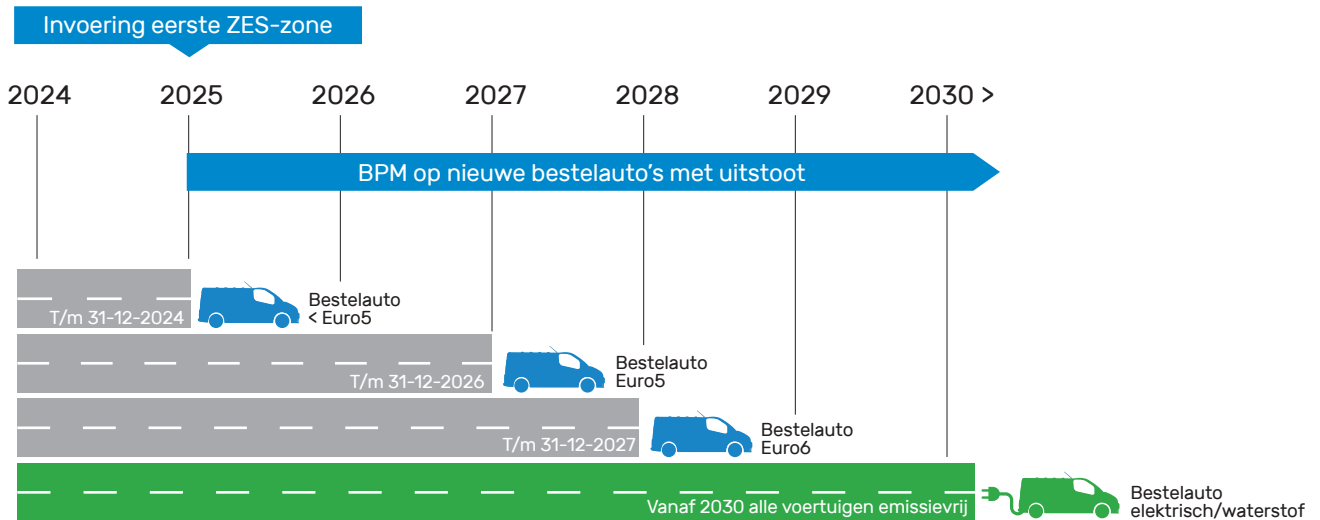 Invoering eerste ZES-zone
2024 2025 2026 2027 2028 2029 2030 >
BPM op nieuwe bestelauto's met uitstoot
T/m 31-12-2024
Bestelauto
< Euro5
T/m 31-12-2026
Bestelauto
Euro5
T/m 31-12-2027
Bestelauto
Euro6
Vanaf 2030 alle voertuigen emissievrij
Bestelauto
elektrisch/waterstof